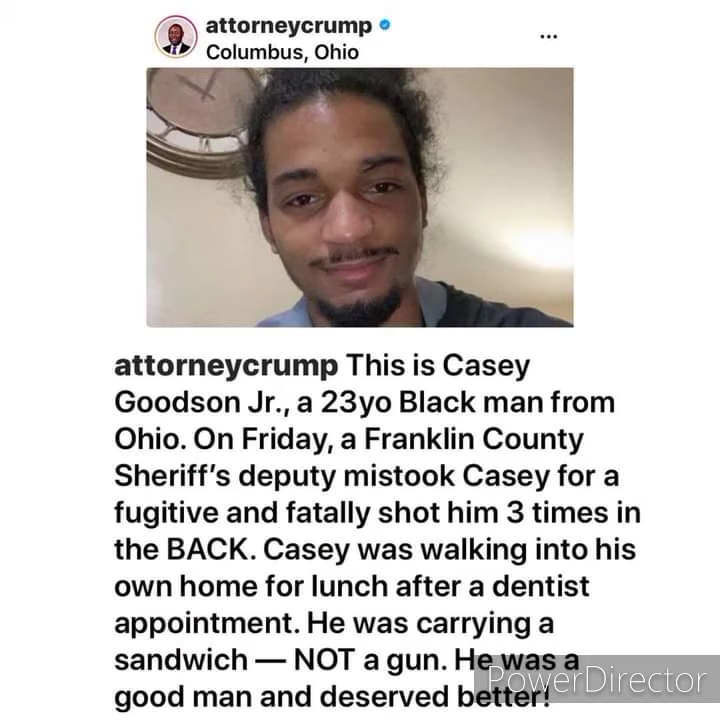 attorneycrump
Columbus, Ohio
attorneycrump This is Casey
Goodson Jr., a 23yo Black man from
Ohio. On Friday, a Franklin County
Sheriff's deputy mistook Casey for a
fugitive and fatally shot him 3 times in
the BACK. Casey was walking into his
own home for lunch after a dentist
appointment. He was carrying a
sandwich — NOT a gun. He was a
good man and deserved better!
PowerDirector